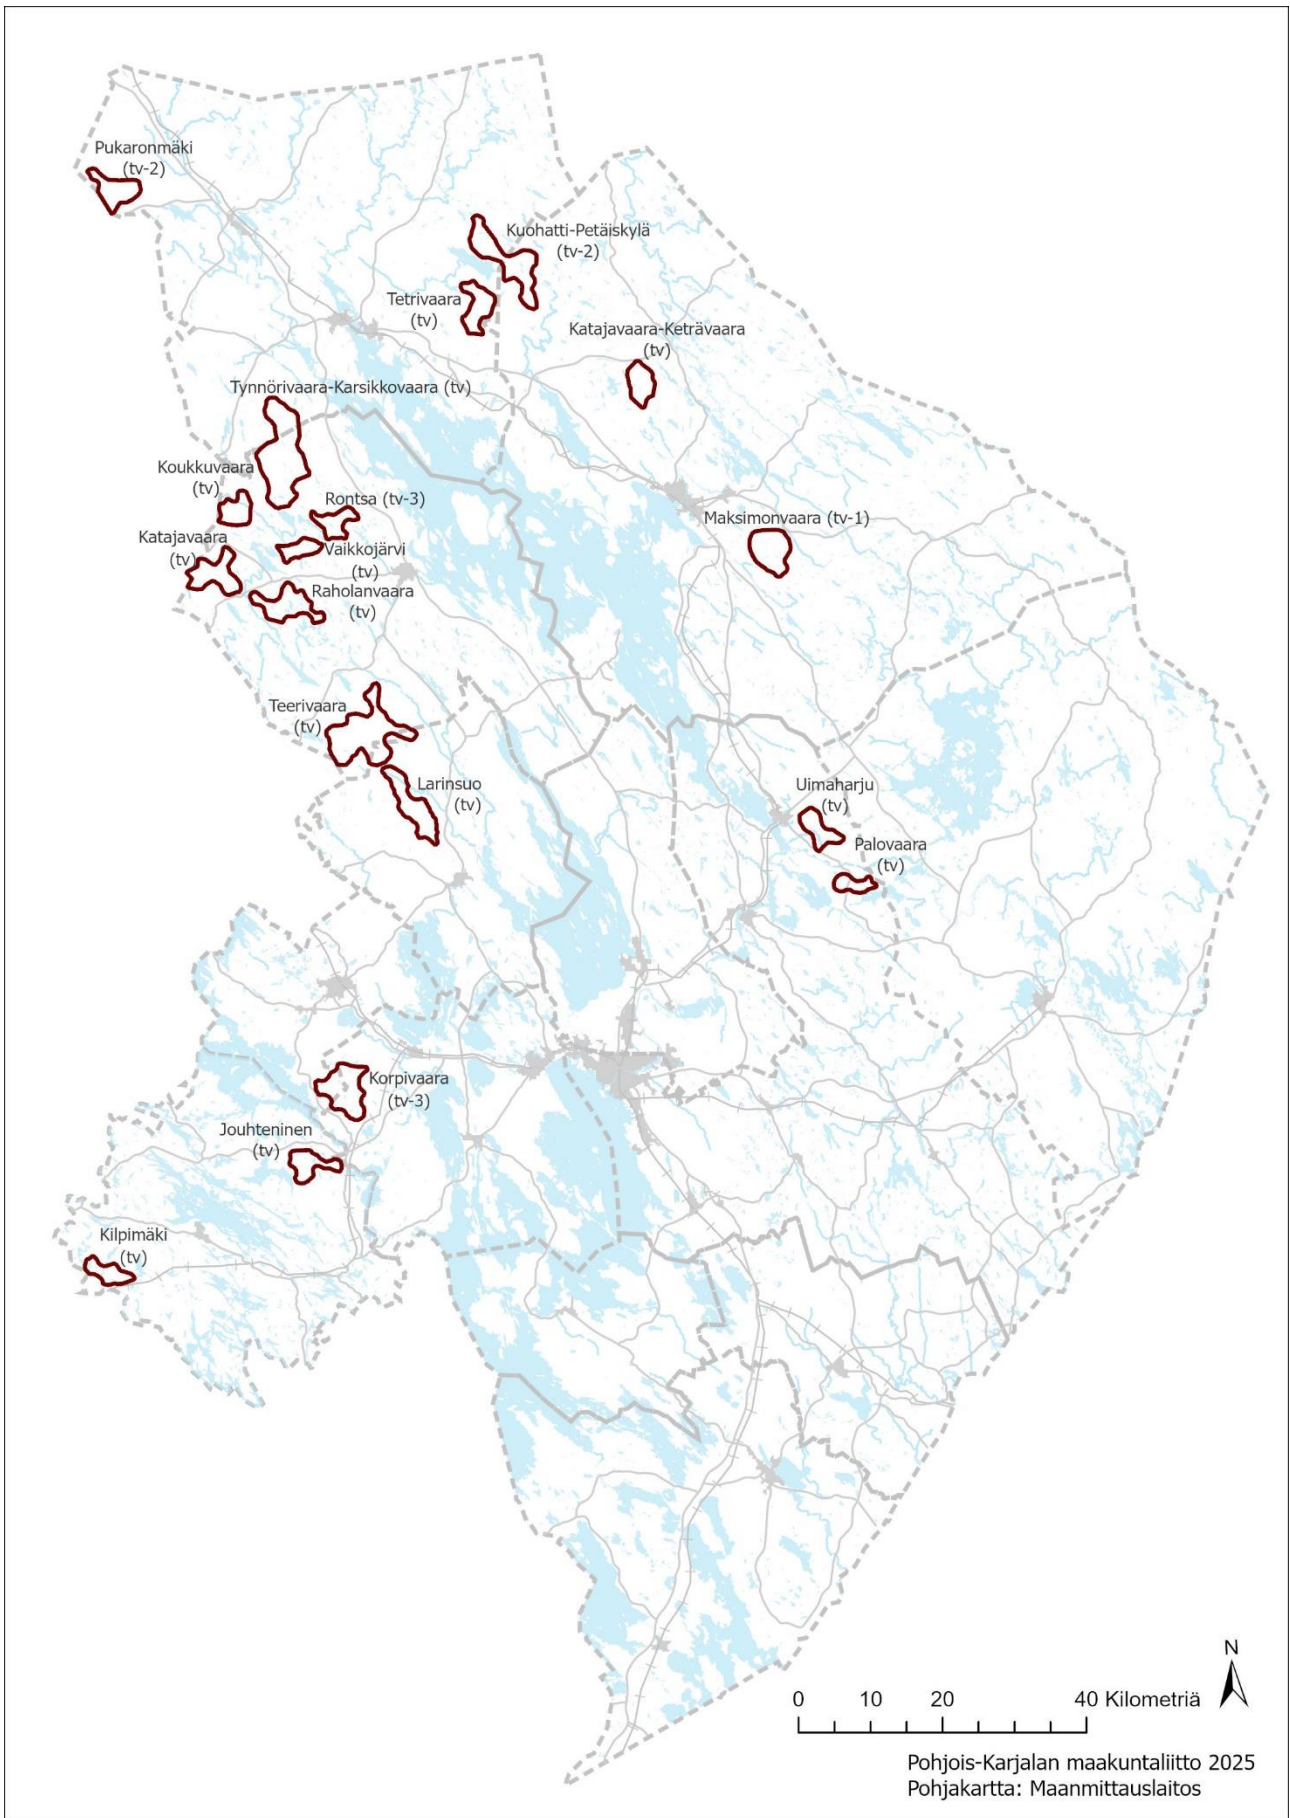 Pukaronmäki
(tv-2)
Kuohatti-Petäiskylä
(tv-2)
Tetrivaara
(tv)
Katajavaara-Keträvaara
(tv)
Tynnörivaara-Karsikkovaara (tv)
Koukkuvaara
(tv)
Rontsa (tv-3)
Maksimonvaara (tv-1)
Katajavaara
(tv)
Vaikkojärvi
(tv)
Raholanvaara
(tv)
Teerivaara
(tv)
Larinsuo
(tv)
Uimaharju
(tv)
Palovaara
(tv)
Korpivaara
(tv-3)
Jouhteninen
(tv)
Kilpimäki
(tv)
N
0 10 20 40 Kilometriä
Pohjois-Karjalan maakuntaliitto 2025
Pohjakartta: Maanmittauslaitos